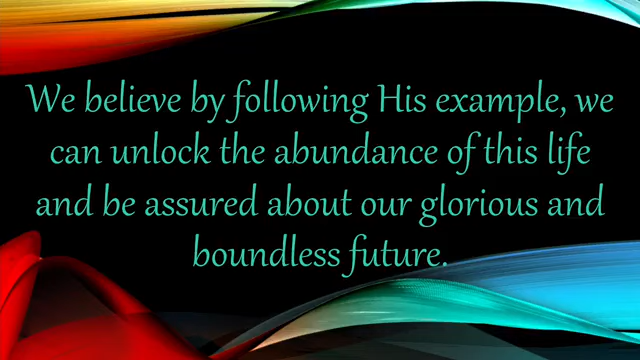 We believe by following His example, we
can unlock the abundance of this life
and be assured about our glorious and
boundless future.